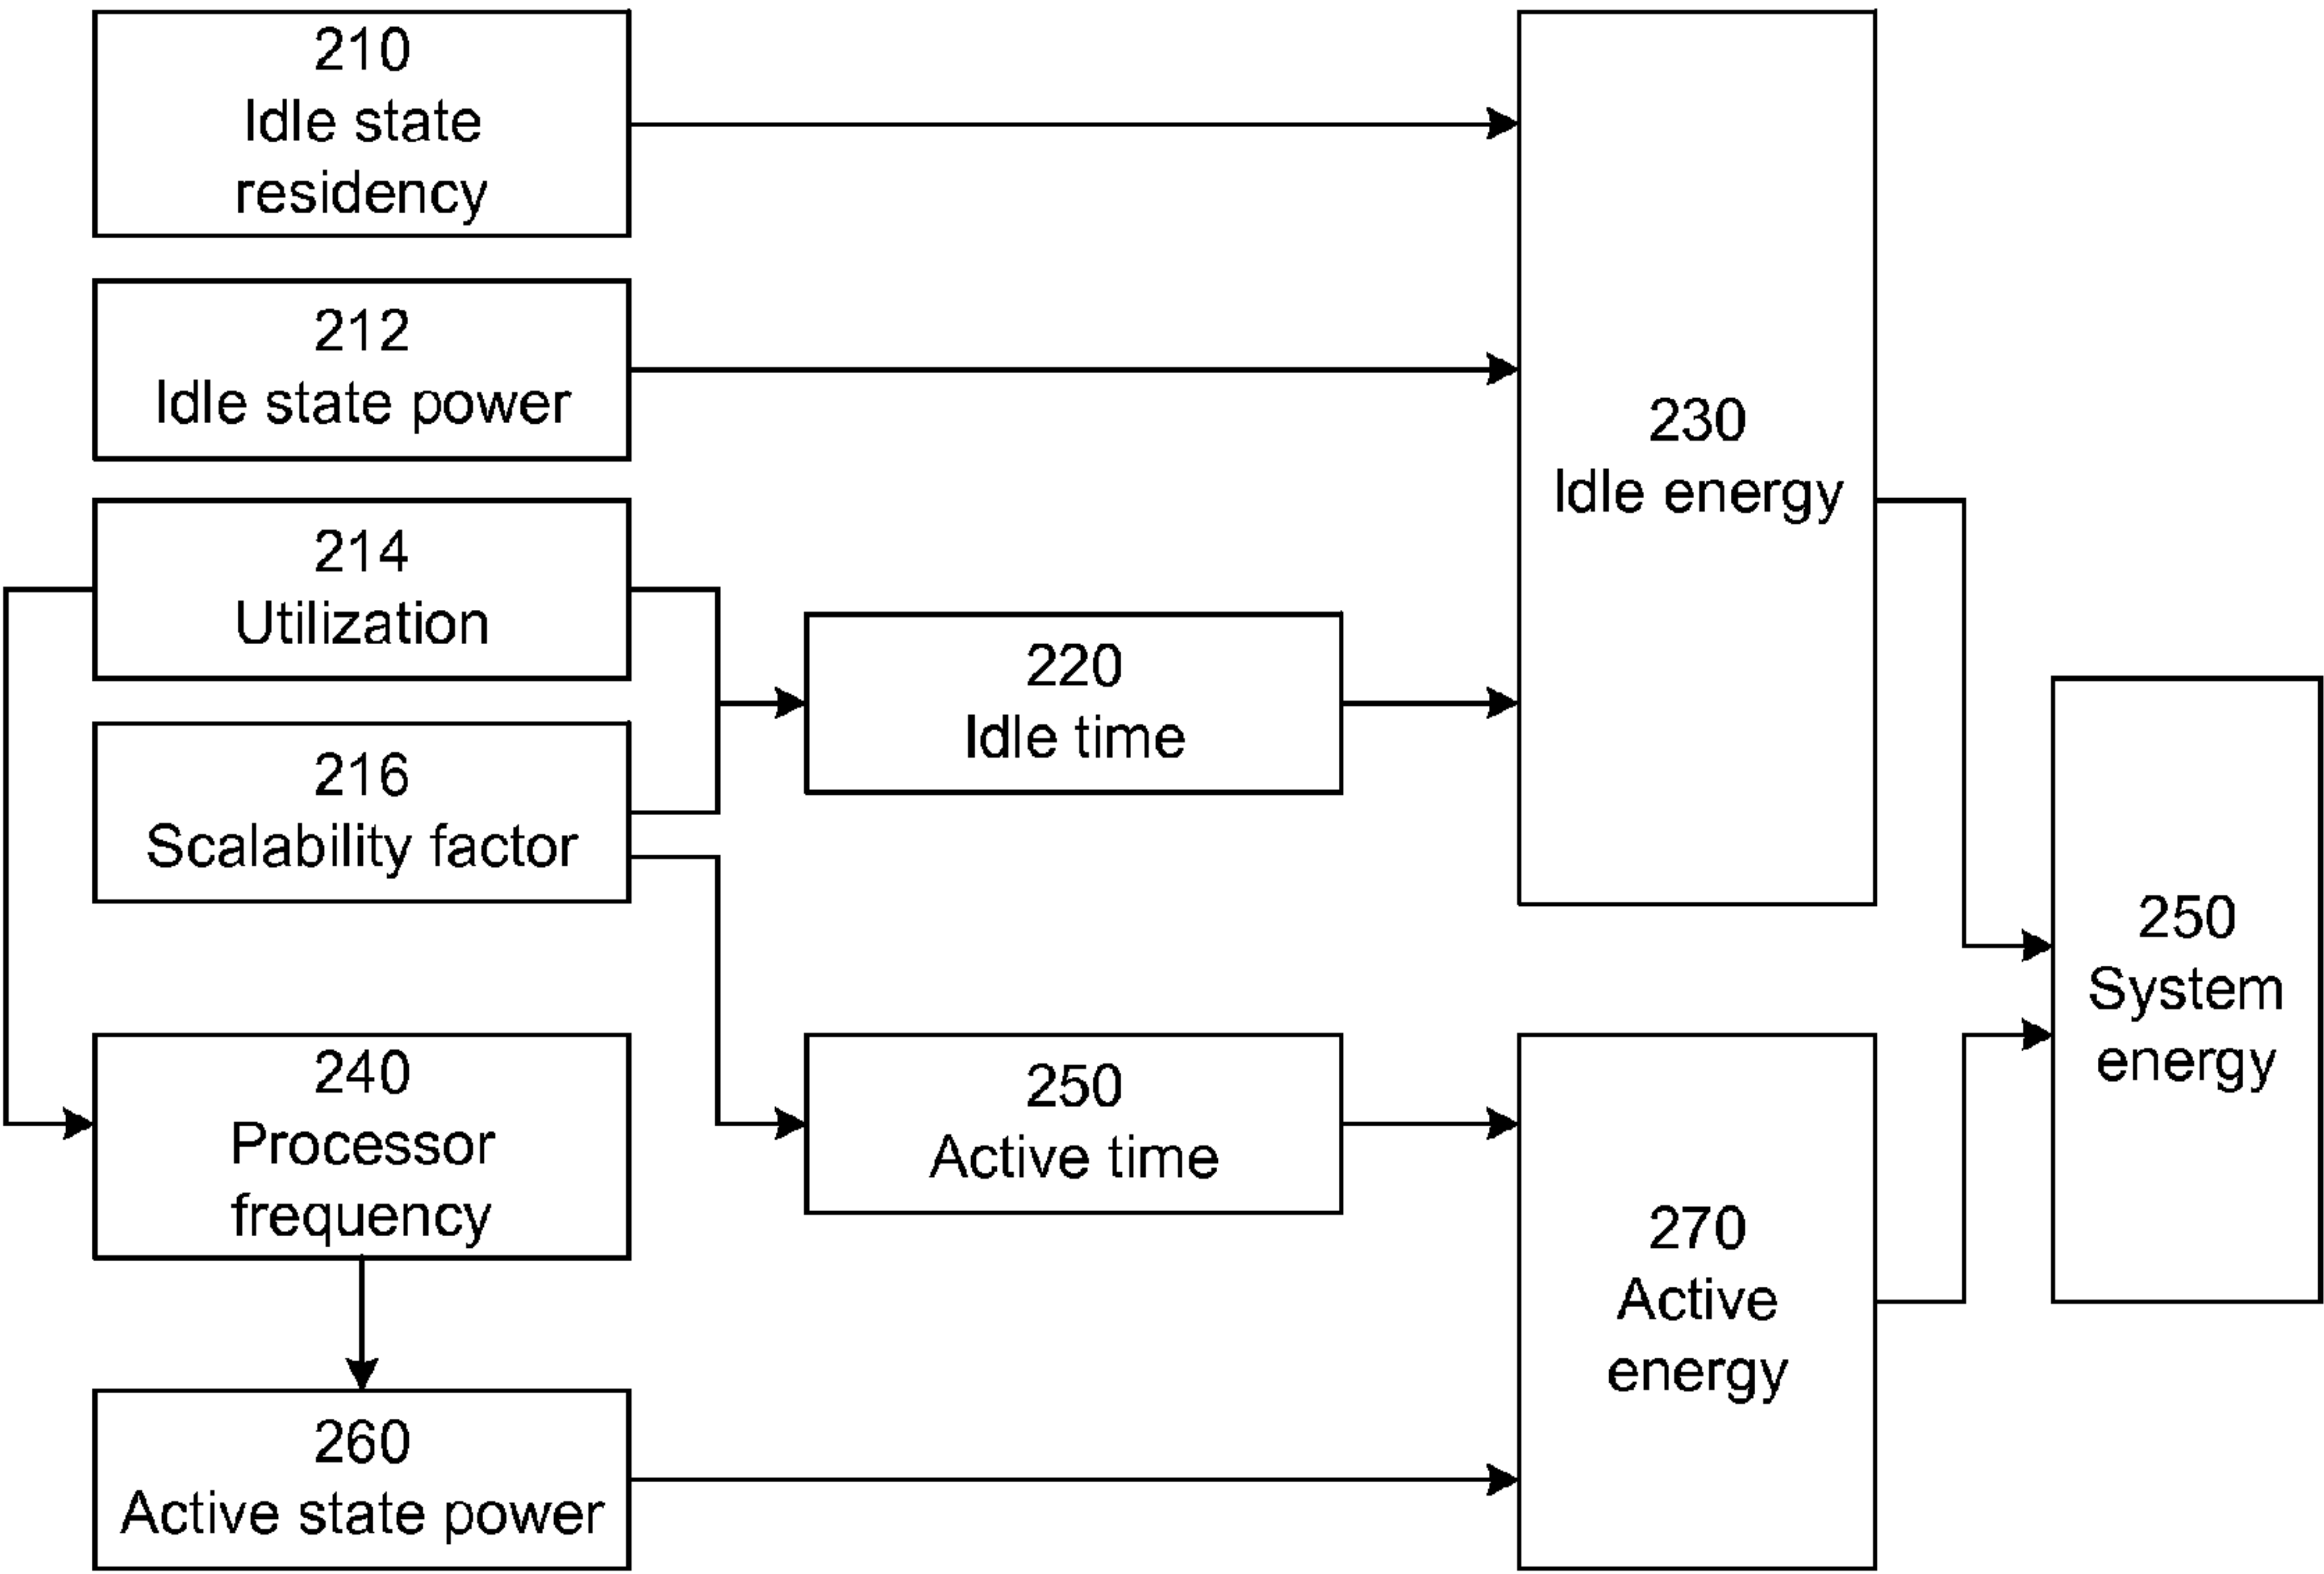 210
Idle state
residency
212
Idle state power
214
Utilization
216
Scalability factor
220
Idle time
230
Idle energy
240
Processor
frequency
250
Active time
260
Active state power
270
Active
energy
250
System
energy